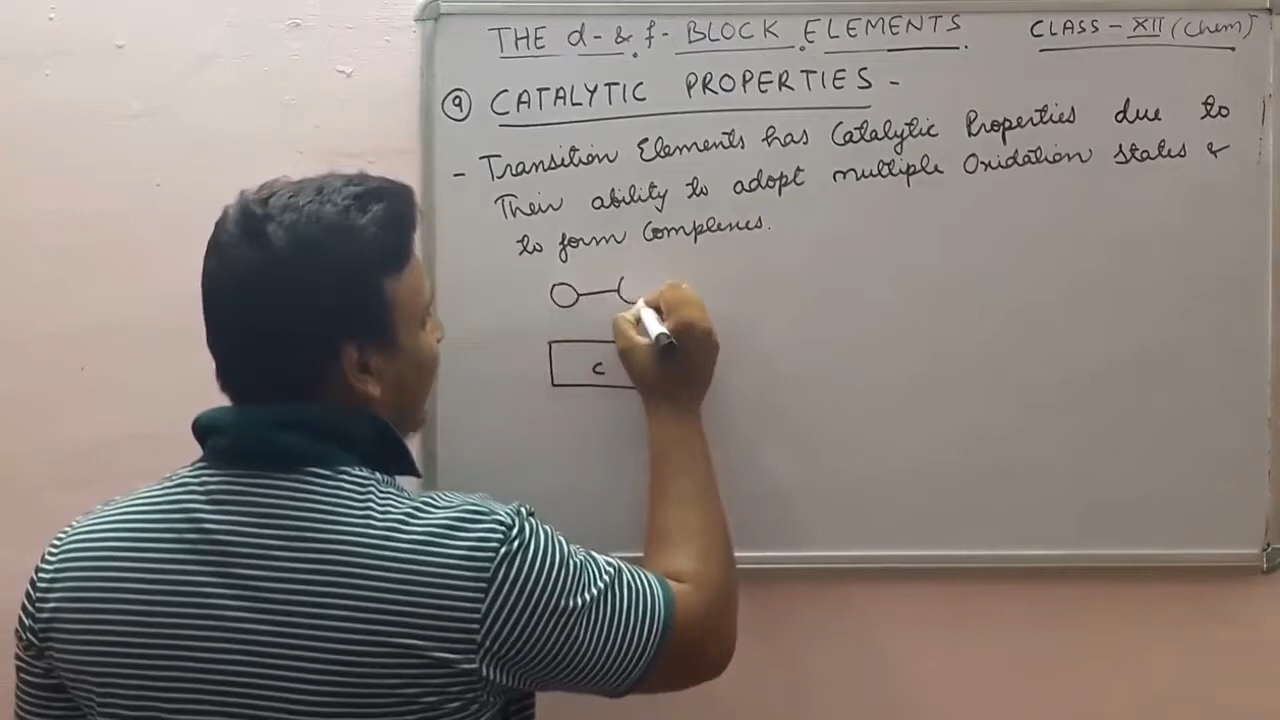 THE d- & f- BLOCK ELEMENTS.
CLASS - XII (Chem)
9 CATALYTIC PROPERTIES -
- Transition Elements has Catalytic Properties due to
Their ability to adopt multiple Oxidation States &
to form Complexes.
C